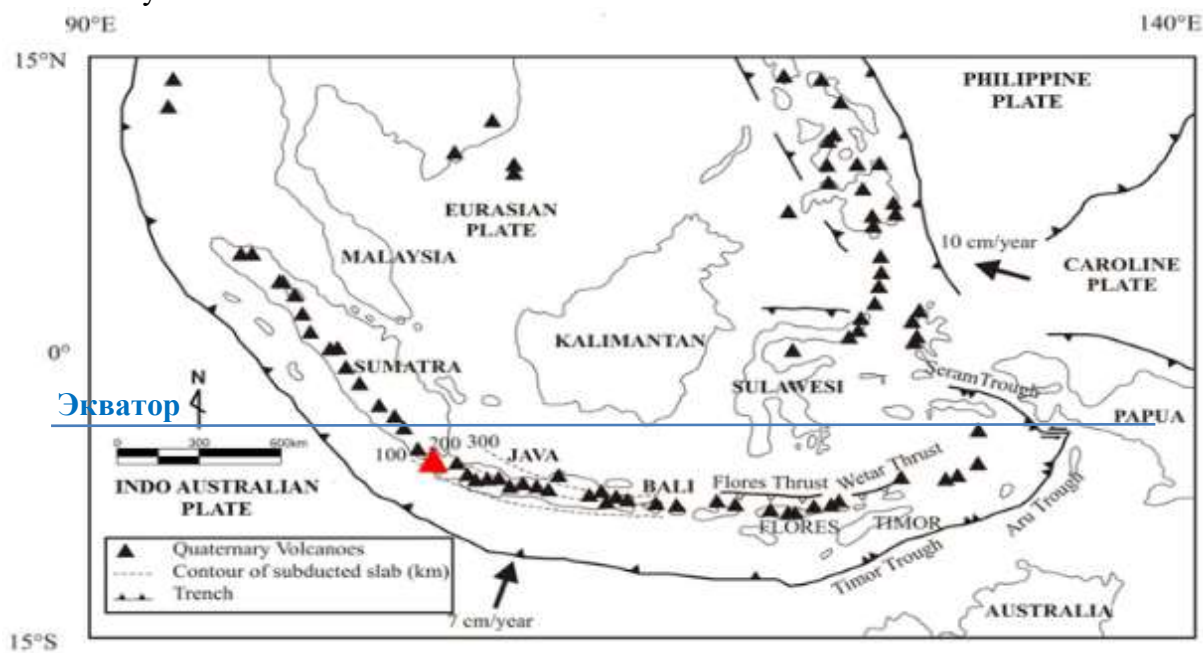 90°E
140°E
15°N
PHILIPPINE
PLATE
EURASIAN
PLATE
MALAYSIA
10 cm/year
CAROLINE
PLATE
KALIMANTAN
0°
SUMATRA
SULAWESI
Seram Trough
N
Экватор
PAPUA
0 300 600km
100 200 300
JAVA
INDO AUSTRALIAN
PLATE
BALI
Flores Thrust
Wetar Thrust
FLORES
TIMOR
Aru Trough
Timor Trough
Quaternary Volcanoes
Contour of subducted slab (km)
Trench
7 cm/year
AUSTRALIA
15°S